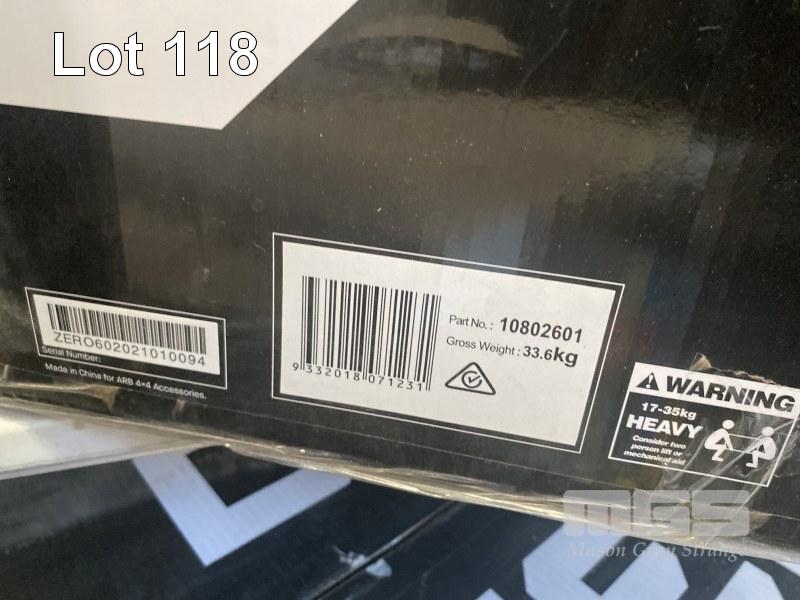 Lot 118
ZERO602021010094
Serial Number:
Made in China for ARB 4×4 Accessories.
Part No.: 10802601
Gross Weight: 33.6kg
9 332018 071231
WARNING
17-35kg
HEAVY
Consider two
person lift or
mechanical aid
MGS
Mason Gray Strange